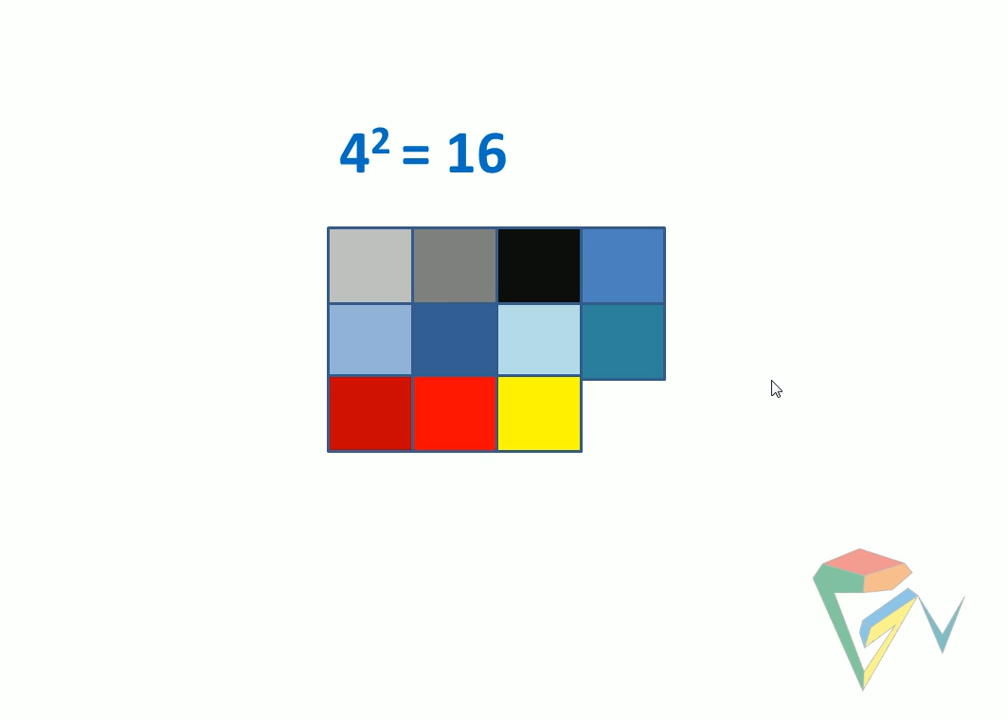 4² = 16